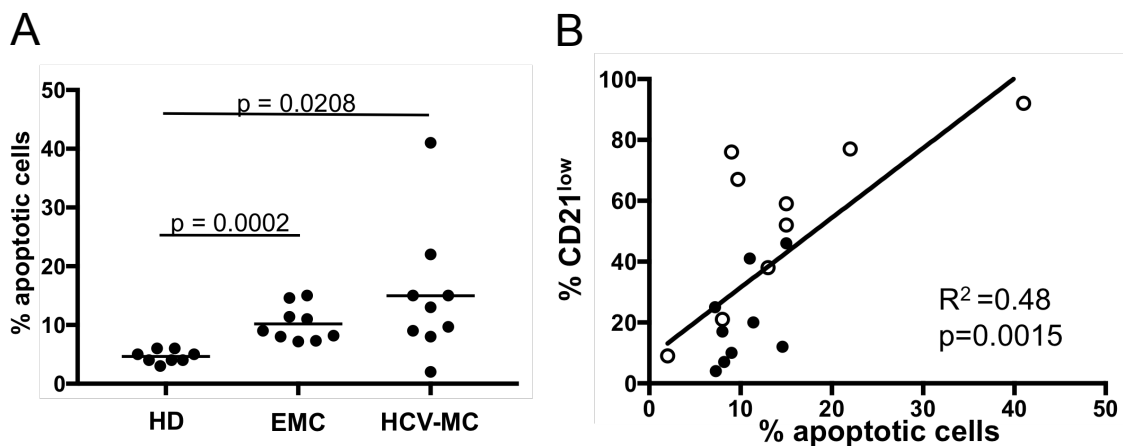 A
B
% apoptotic cells
50
40
30
20
10
0
p = 0.0208
p = 0.0002
HD
EMC
HCV-MC
% CD21low
100
80
60
40
20
0
R2 =0.48
p=0.0015
0
10
20
30
40
50
% apoptotic cells